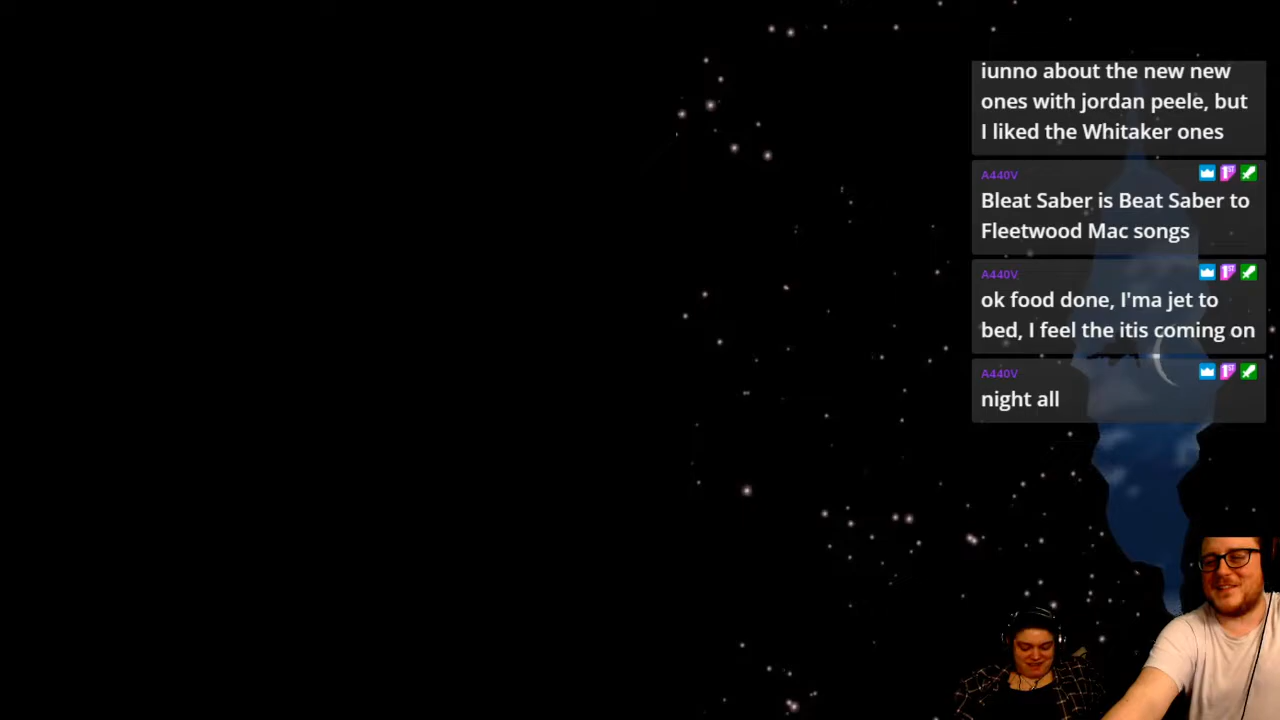 iunno about the new new
ones with jordan peele, but
I liked the Whitaker ones
A440V
Bleat Saber is Beat Saber to
Fleetwood Mac songs
A440V
ok food done, I'ma jet to
bed, I feel the itis coming on
A440V
night all